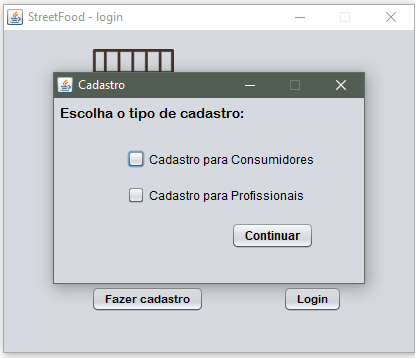 StreetFood - login
Cadastro
Escolha o tipo de cadastro:
Cadastro para Consumidores
Cadastro para Profissionais
Continuar
Fazer cadastro
Login